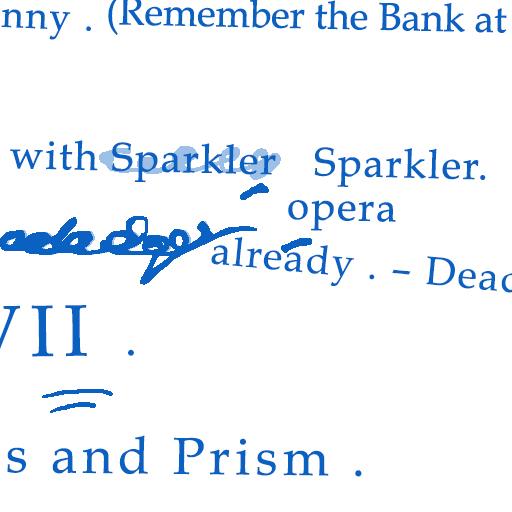 nny . (Remember the Bank at
with Sparkler Sparkler.
opera
already . – Dead
VII .
s and Prism .